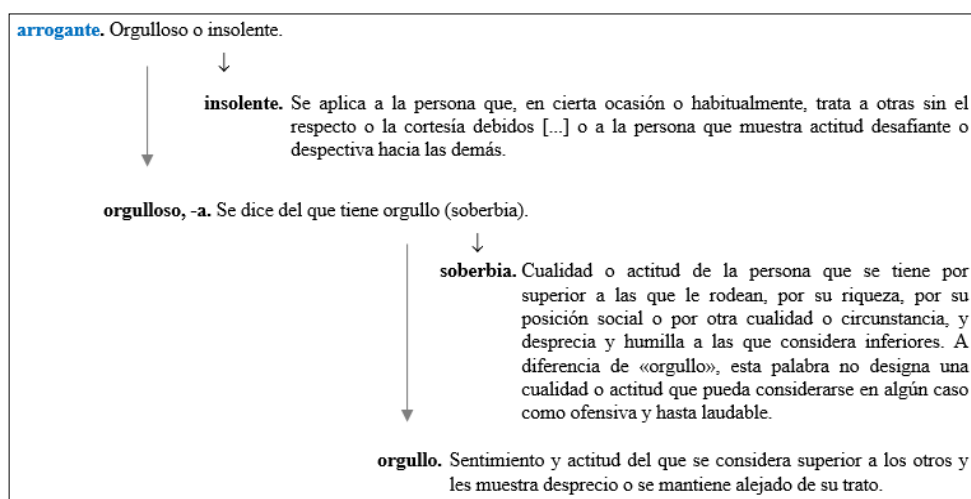 arrogante. Orgulloso o insolente.
insolente. Se aplica a la persona que, en cierta ocasión o habitualmente, trata a otras sin el
respecto o la cortesía debidos [...] o a la persona que muestra actitud desafiante o
despectiva hacia las demás.
orgulloso, -a. Se dice del que tiene orgullo (soberbia).
soberbia. Cualidad o actitud de la persona que se tiene por
superior a las que le rodean, por su riqueza, por su
posición social o por otra cualidad o circunstancia, y
desprecia y humilla a las que considera inferiores. A
diferencia de «orgullo», esta palabra no designa una
cualidad o actitud que pueda considerarse en algún caso
como ofensiva y hasta laudable.
orgullo. Sentimiento y actitud del que se considera superior a los otros y
les muestra desprecio o se mantiene alejado de su trato.